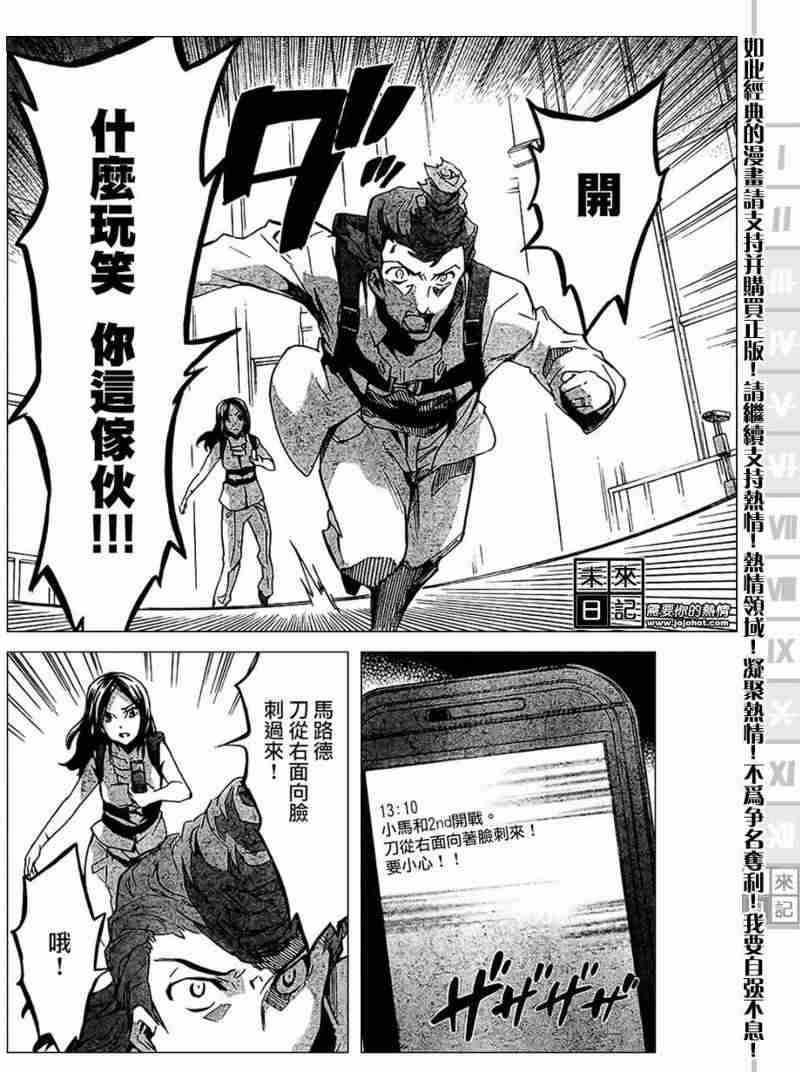 開
什麼玩笑 你這傢伙!!!
ダッ
未來
日記
需要你的熱情
www.jojohot.com
13:10
小馬和2nd開戰。
刀從右面向著臉刺來！
要小心！！
ザザザザ
馬路德
刀從右面向臉
刺過來！
哦！
如此經典的漫畫請支持并購買正版！請繼續支持熱情！熱情領域！凝聚熱情！不爲争名奪利！我要自强不息！
I
II
III
IV
V
VI
VII
VIII
IX
X
XI
XII
來
記